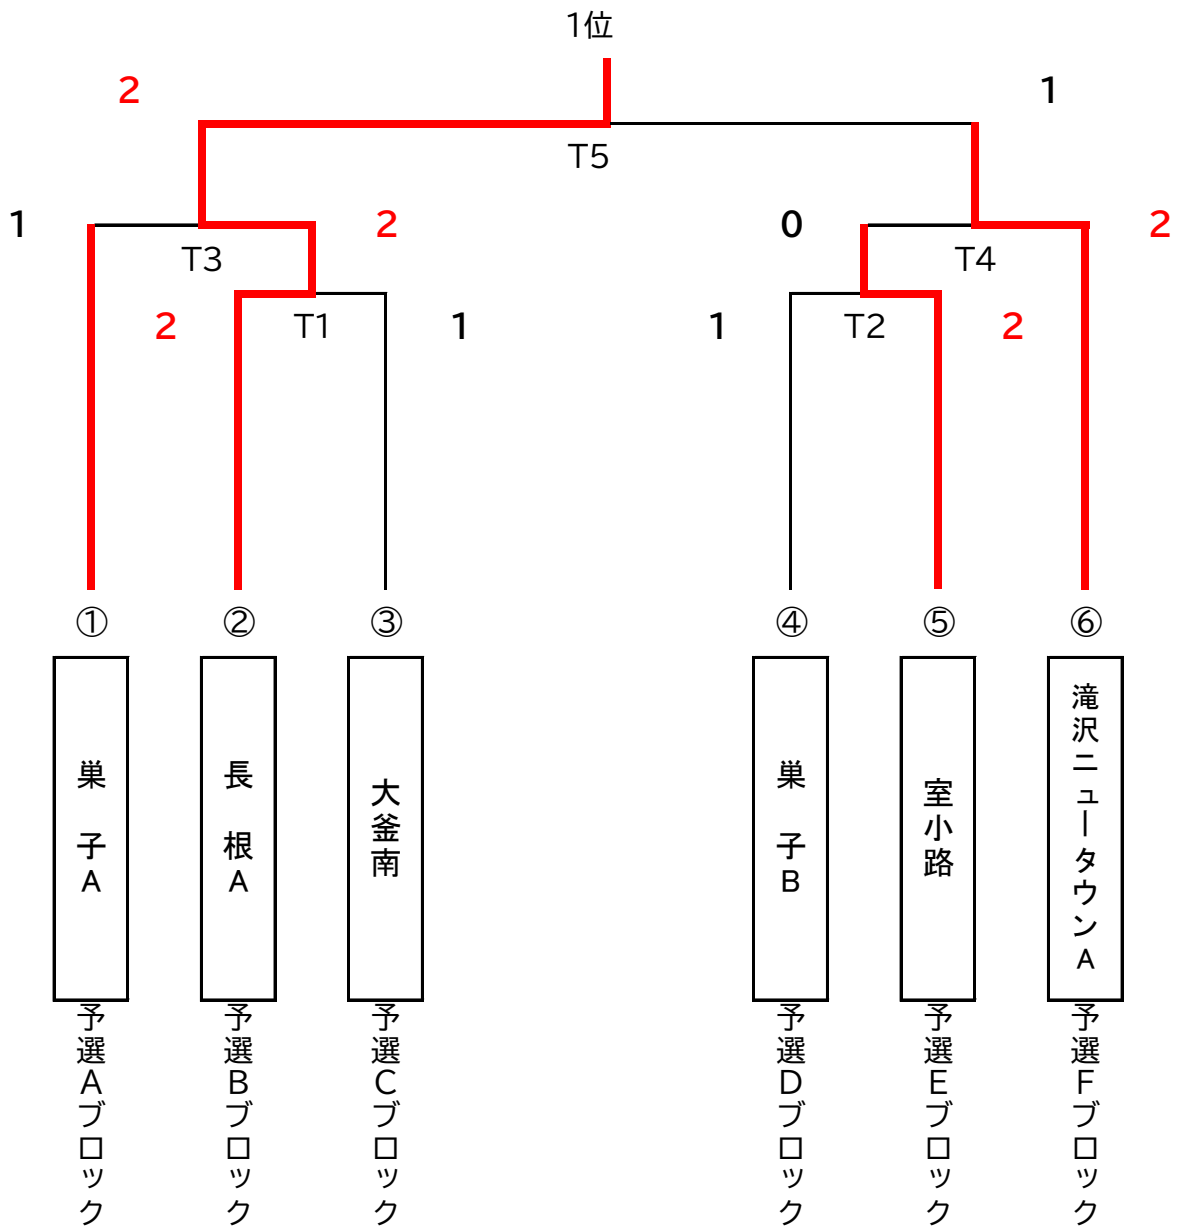 1位
2
1
T5
1
2
0
2
T3
T4
2
T1
1
1
T2
2
①
②
③
④
⑤
⑥
巣子A
長根A
大釜南
巣子B
室小路
滝沢ニュータウンA
予選Aブロック
予選Bブロック
予選Cブロック
予選Dブロック
予選Eブロック
予選Fブロック